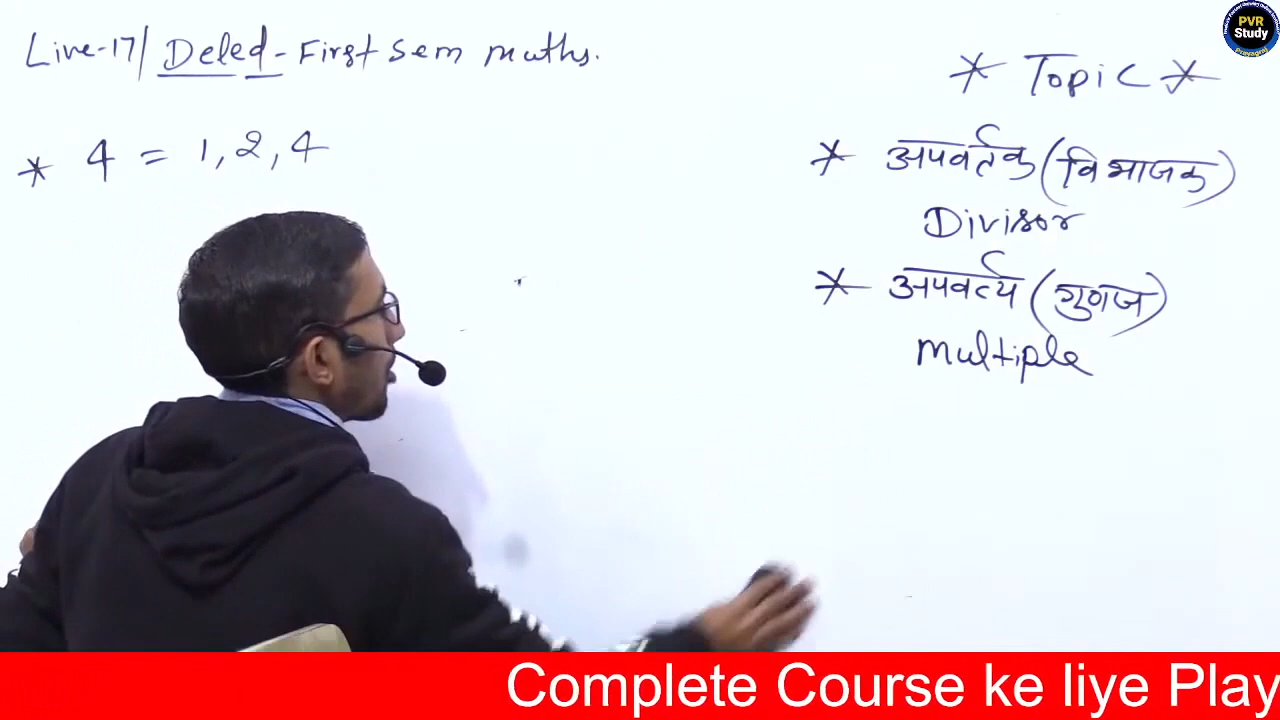 Live-17/ Deled-First Sem maths.
* 4 = 1, 2, 4
* Topic *
* अपवर्तक (विभाजक)
Divisor
* अपवर्त्य (गुणज)
multiple
PVR
Study
Prayagraj
Complete Course ke liye Play